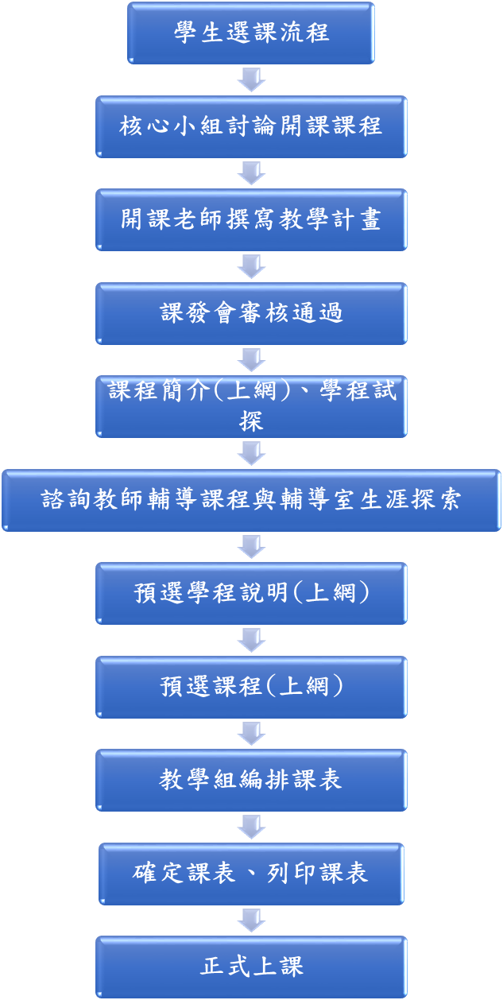 學生選課流程
核心小組討論開課課程
開課老師撰寫教學計畫
課發會審核通過
課程簡介(上網)、學程試
探
諮詢教師輔導課程與輔導室生涯探索
預選學程說明(上網)
預選課程(上網)
教學組編排課表
確定課表、列印課表
正式上課